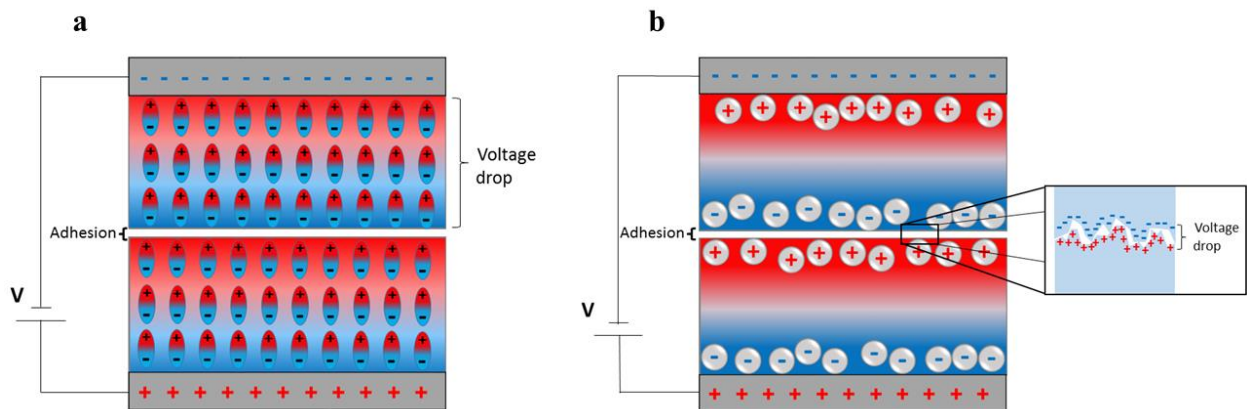 a
b
Voltage
drop
Adhesion
V
Adhesion
V
Voltage
drop